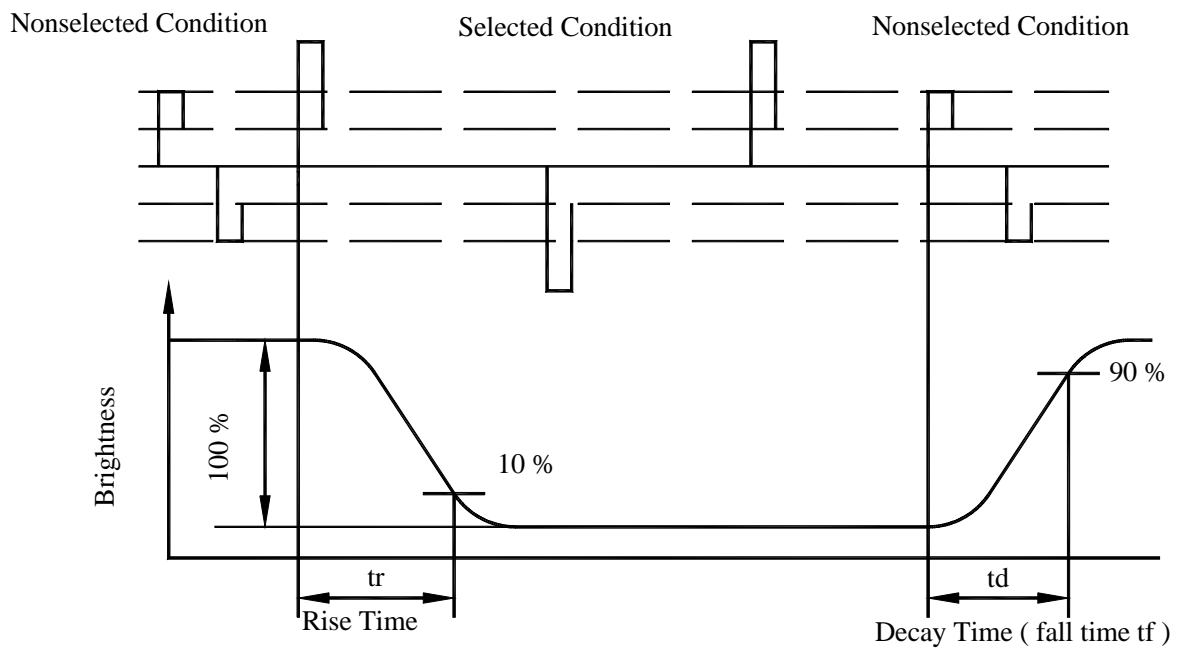 Nonselected Condition
Selected Condition
Nonselected Condition
Brightness
100 %
10 %
90 %
tr
Rise Time
td
Decay Time ( fall time tf )